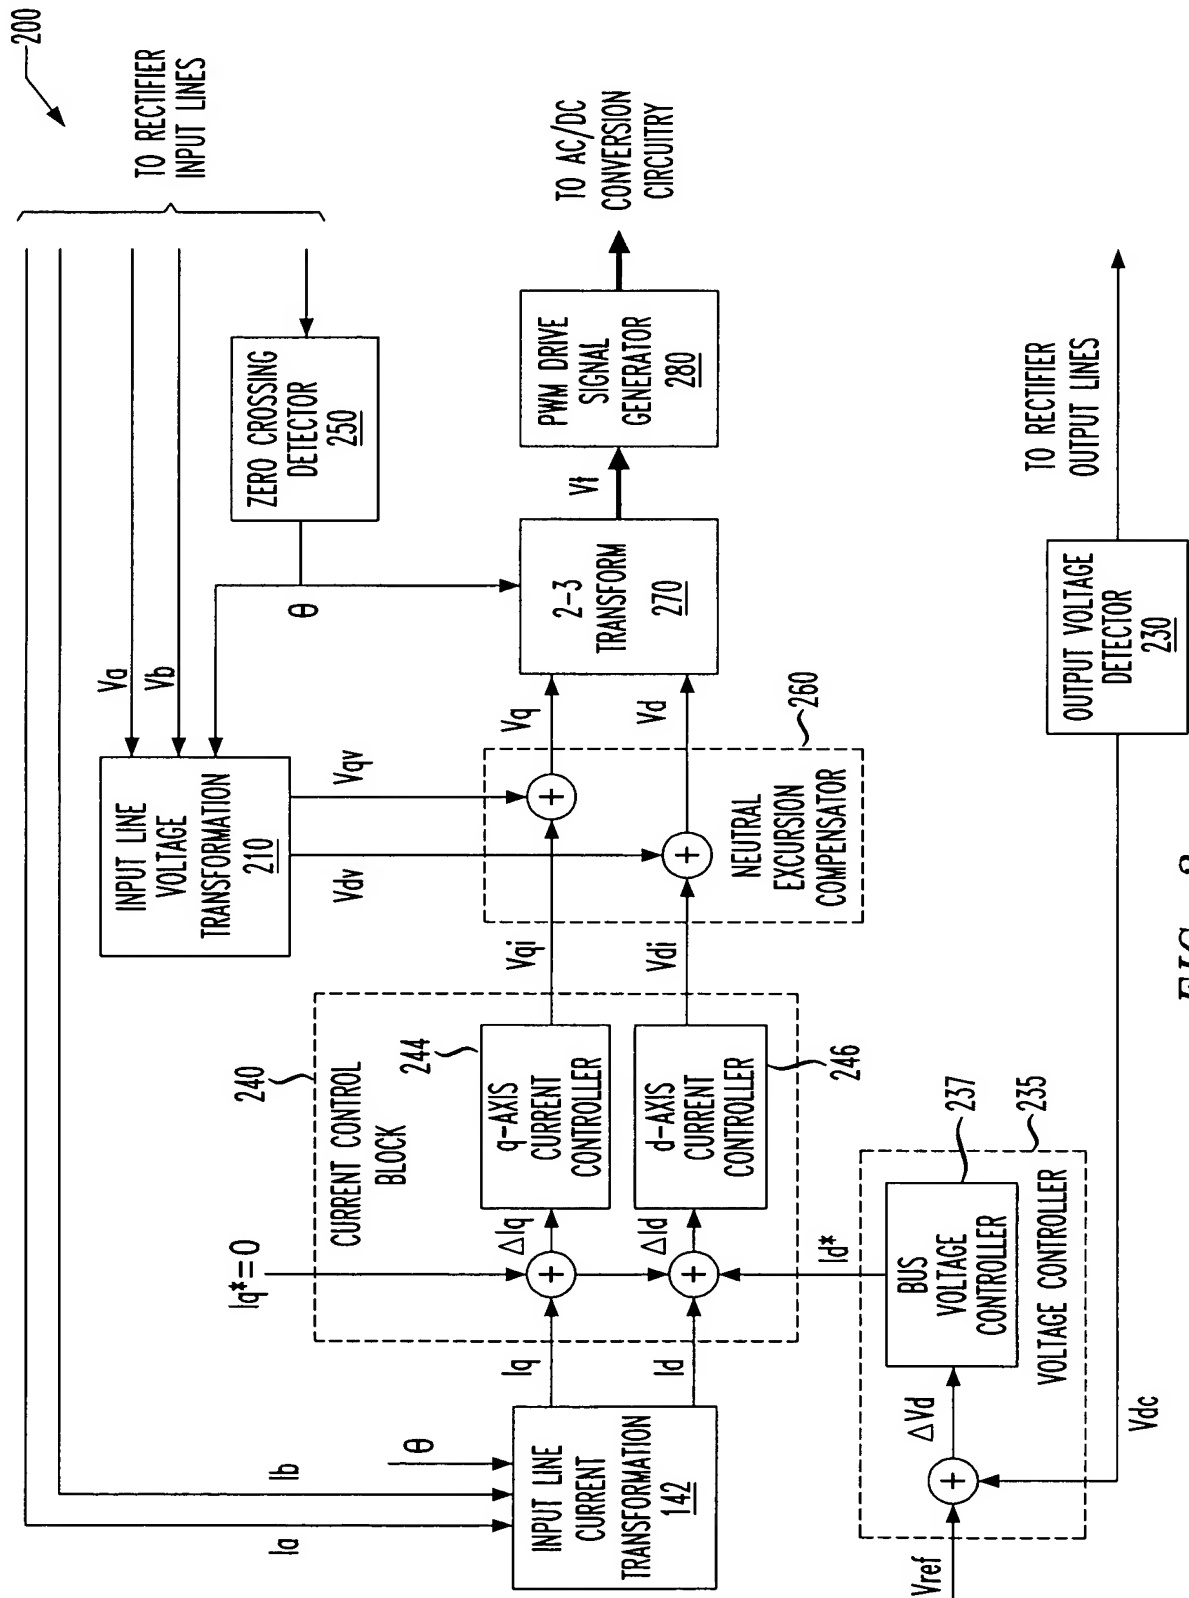 200
TO RECTIFIER
INPUT LINES
Va
Vb
INPUT LINE
VOLTAGE
TRANSFORMATION
210
ZERO CROSSING
DETECTOR
250
θ
Vdv
Vqv
Ia
Ib
θ
INPUT LINE
CURRENT
TRANSFORMATION
142
Iq
Id
Iq*=0
240
CURRENT CONTROL
BLOCK
ΔIq
ΔId
244
q-AXIS
CURRENT
CONTROLLER
d-AXIS
CURRENT
CONTROLLER
246
Vqi
Vdi
+
+
+
+
NEUTRAL
EXCURSION
COMPENSATOR
260
Vq
Vd
2-3
TRANSFORM
270
Vt
PWM DRIVE
SIGNAL
GENERATOR
280
TO AC/DC
CONVERSION
CIRCUITRY
Id*
Vref
+
ΔVd
BUS
VOLTAGE
CONTROLLER
237
VOLTAGE CONTROLLER
235
Vdc
OUTPUT VOLTAGE
DETECTOR
230
TO RECTIFIER
OUTPUT LINES